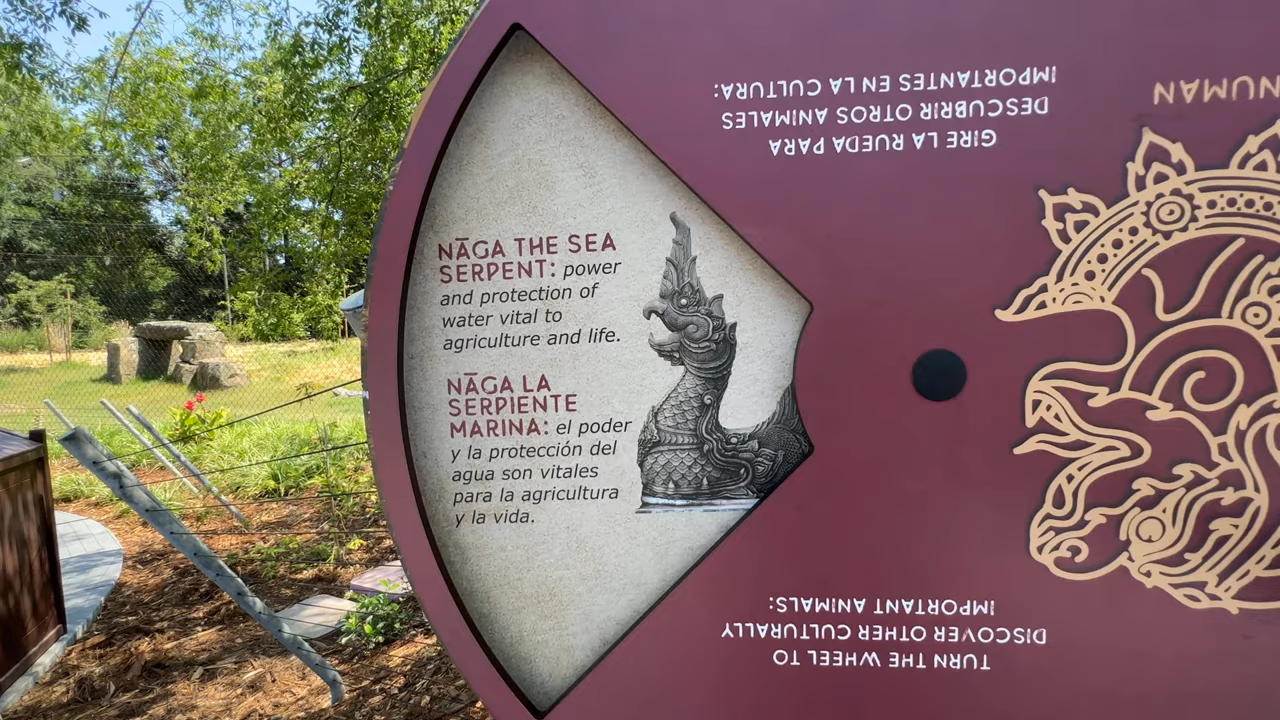 NĀGA THE SEA
SERPENT: power
and protection of
water vital to
agriculture and life.
NĀGA LA
SERPIENTE
MARINA: el poder
y la protección del
agua son vitales
para la agricultura
y la vida.
TURN THE WHEEL TO
DISCOVER OTHER CULTURALLY
IMPORTANT ANIMALS:
GIRE LA RUEDA PARA
DESCUBRIR OTROS ANIMALES
IMPORTANTES EN LA CULTURA:
NUMAN